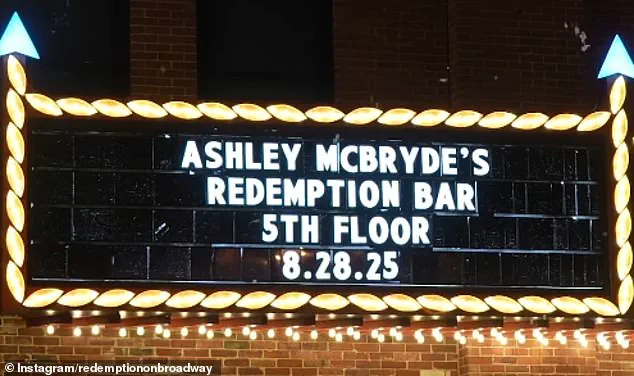 ASHLEY MCBRYDE'S
REDEMPTION BAR
5TH FLOOR
8.28.25
© Instagram/redemptiononbroadway